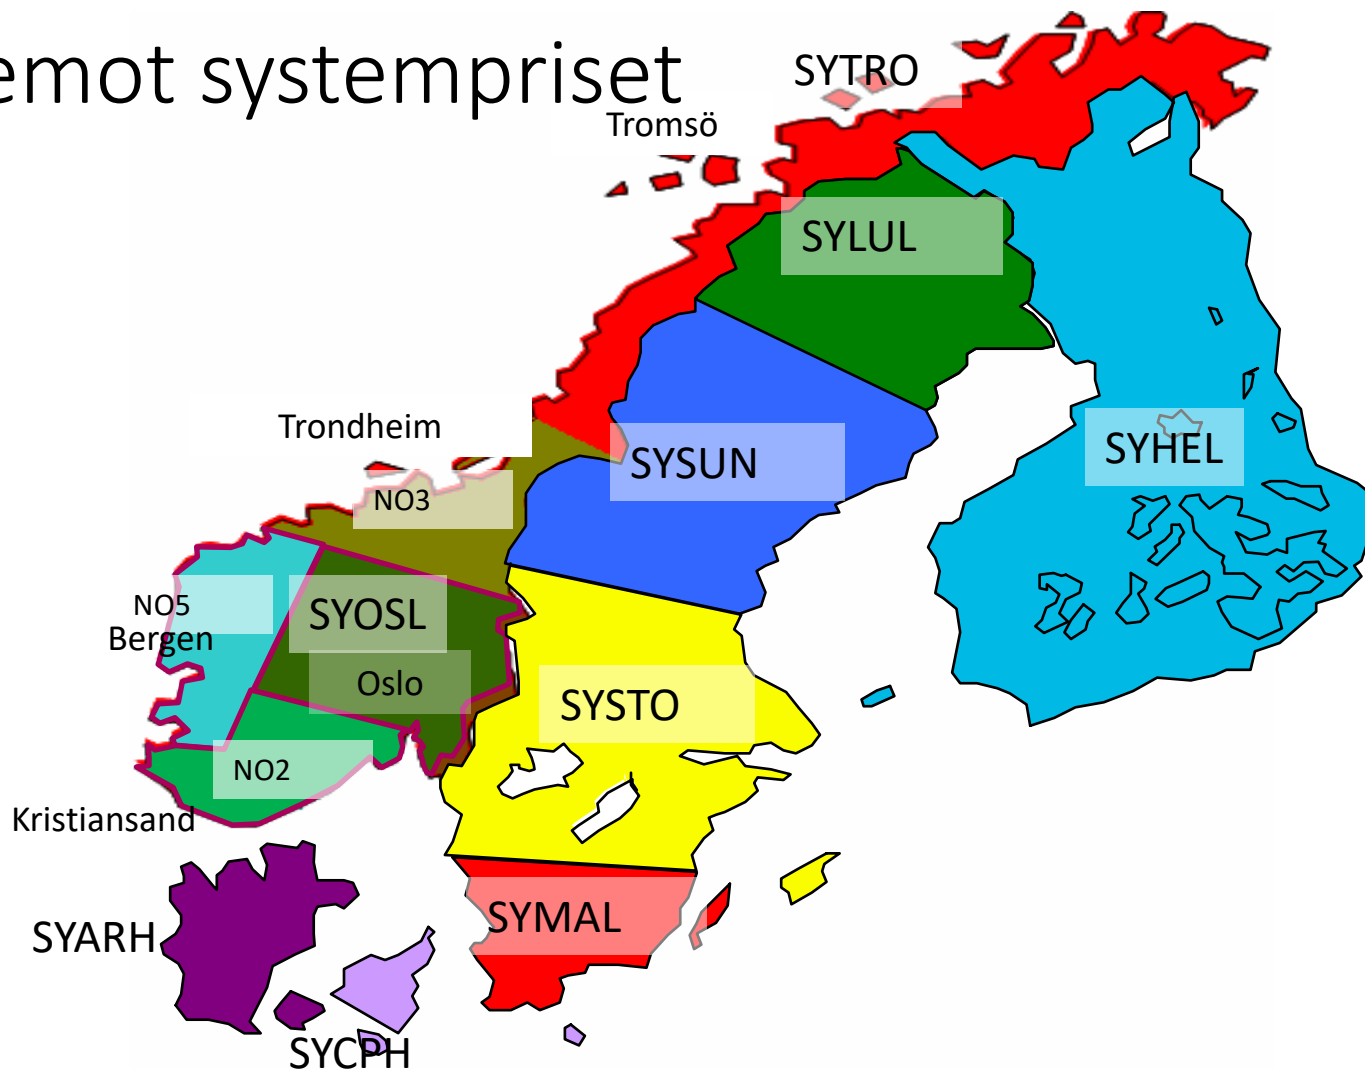 emot systempriset
SYTRO
Tromsö
SYLUL
Trondheim
SYSUN
SYHEL
NO3
NO5
Bergen
SYOSL
Oslo
SYSTO
NO2
Kristiansand
SYMAL
SYARH
SYCPH